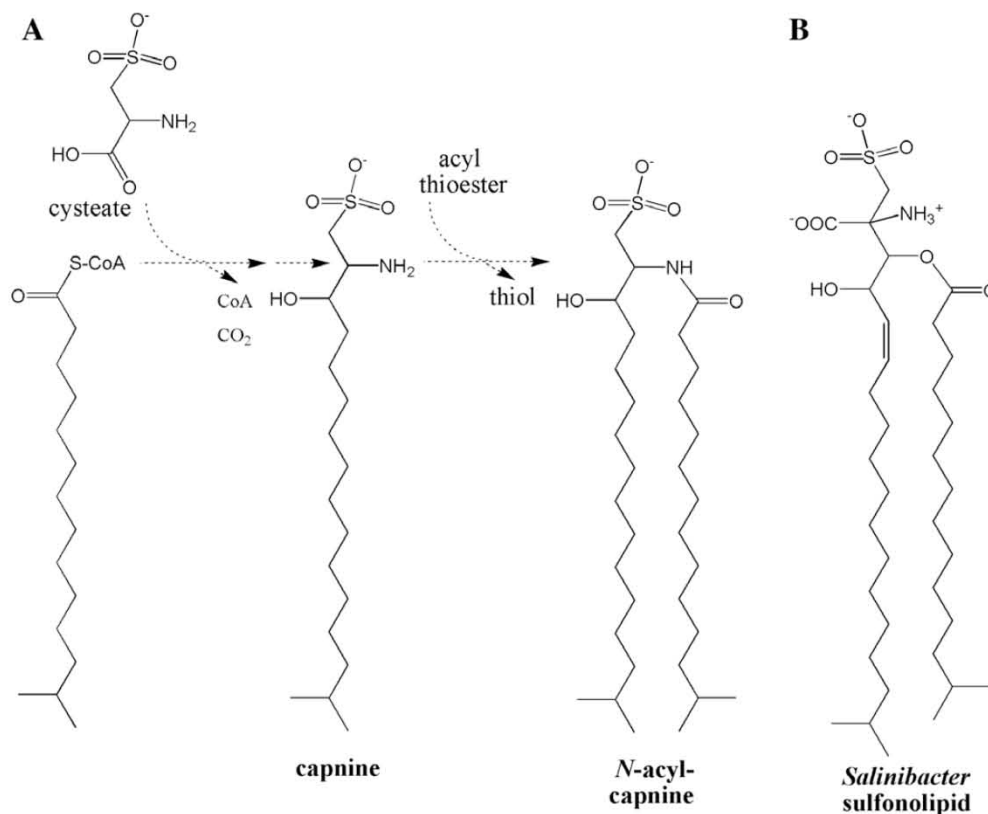 A
B
O⁻
O=S=O
NH₂
HO
O
cysteate
S-CoA
O
CoA
CO₂
O⁻
O=S=O
NH₂
HO
acyl
thioester
thiol
O⁻
O=S=O
NH
HO
O
⁻O
O=S=O
⁻OOC
NH₃⁺
O
HO
O
capnine
N-acyl-
capnine
Salinibacter
sulfonolipid